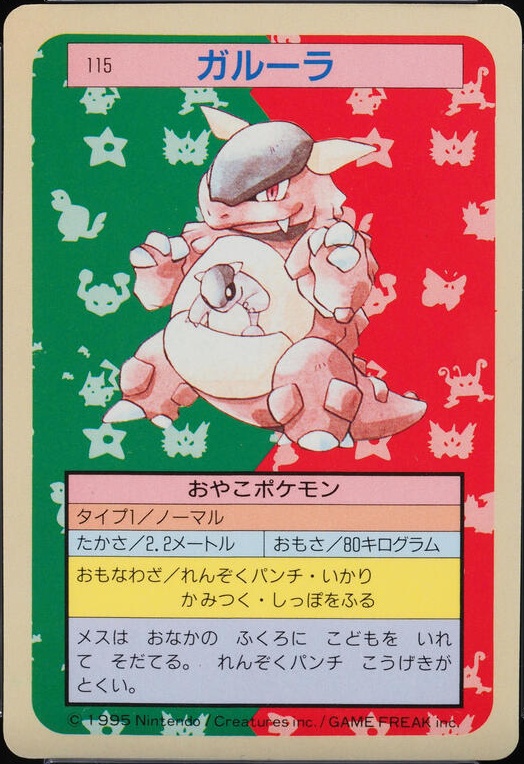 115 ガルーラ
おやこポケモン
タイプ1/ノーマル
たかさ/2.2メートル おもさ/80キログラム
おもなわざ/れんぞくパンチ・いかり
かみつく・しっぽをふる
メスは おなかの ふくろに こどもを いれ
て そだてる。 れんぞくパンチ こうげきが
とくい。
© 1995 Nintendo / Creatures inc. / GAME FREAK inc.